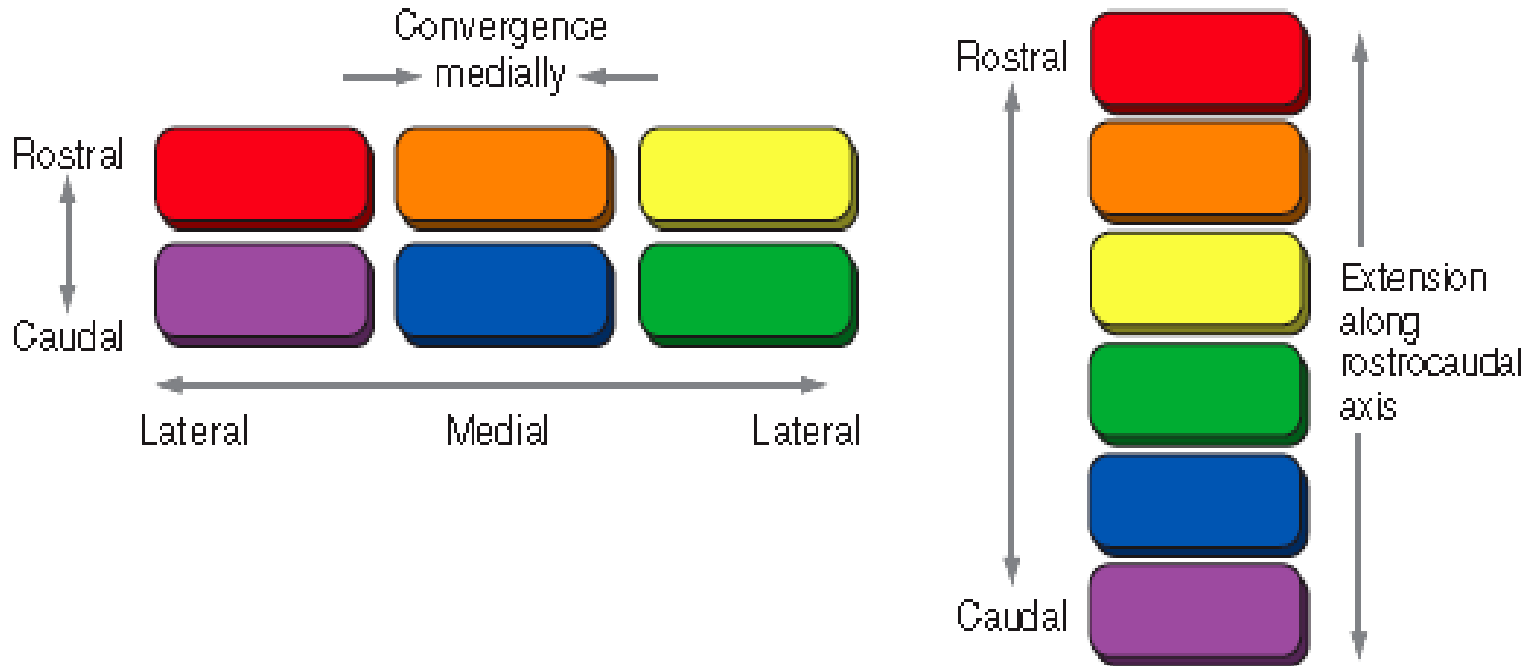 Convergence
medially
Rostral
Caudal
Lateral Medial Lateral
Rostral
Caudal
Extension
along
rostrocaudal
axis